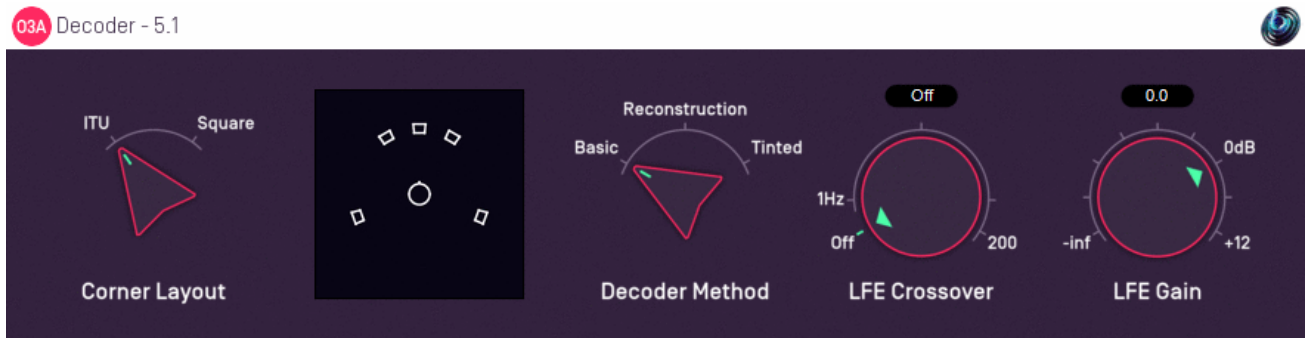 O3A Decoder - 5.1
Off
0.0
ITU
Square
Reconstruction
Basic
Tinted
0dB
1Hz
Off
200
-inf
+12
Corner Layout
Decoder Method
LFE Crossover
LFE Gain